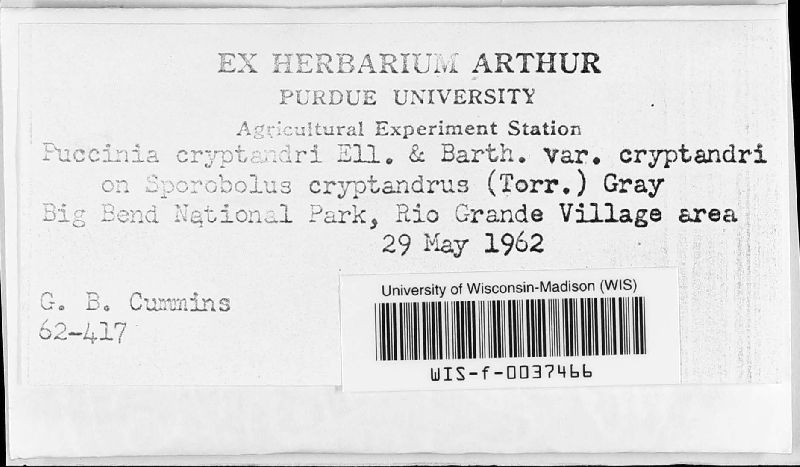 EX HERBARIUM ARTHUR
PURDUE UNIVERSITY
Agricultural Experiment Station
Puccinia cryptandri Ell. & Barth. var. cryptandri
on Sporobolus cryptandrus (Torr.) Gray
Big Bend National Park, Rio Grande Village area
29 May 1962
G. B. Cummins
62-417
University of Wisconsin-Madison (WIS)
WIS-f-0037466